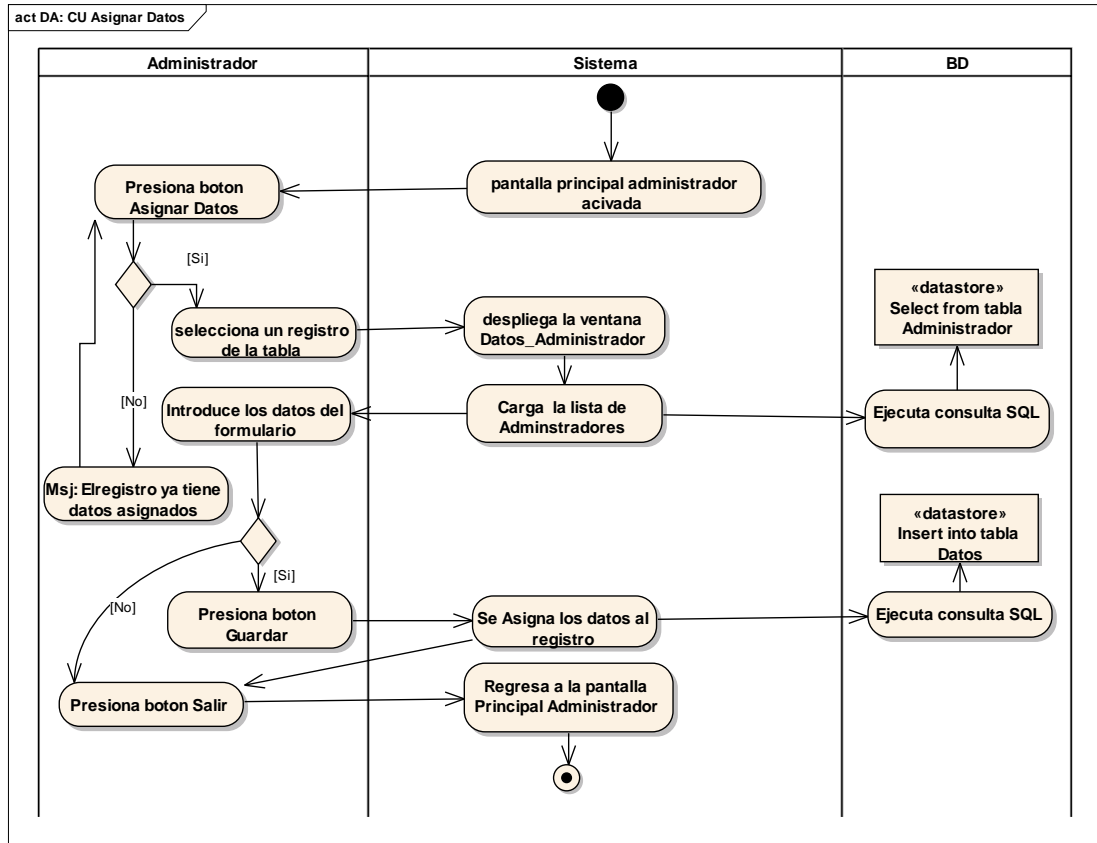 act DA: CU Asignar Datos
Administrador
Sistema
BD
pantalla principal administrador
acivada
Presiona boton
Asignar Datos
[Si]
selecciona un registro
de la tabla
despliega la ventana
Datos_Administrador
«datastore»
Select from tabla
Administrador
[No]
Introduce los datos del
formulario
Carga la lista de
Adminstradores
Ejecuta consulta SQL
Msj: Elregistro ya tiene
datos asignados
«datastore»
Insert into tabla
Datos
[Si]
[No]
Presiona boton
Guardar
Se Asigna los datos al
registro
Ejecuta consulta SQL
Presiona boton Salir
Regresa a la pantalla
Principal Administrador